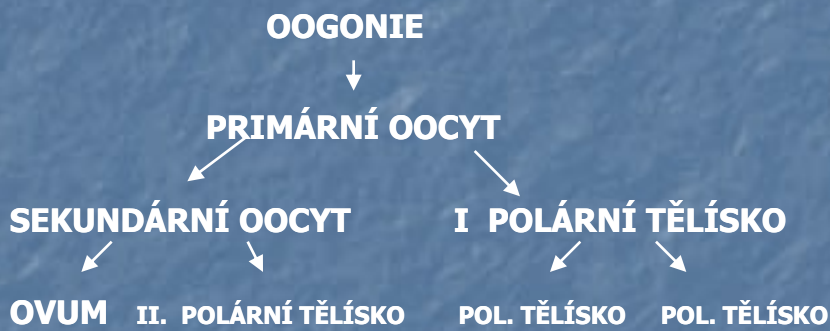 OOGONIE
PRIMÁRNÍ OOCYT
SEKUNDÁRNÍ OOCYT I POLÁRNÍ TĚLÍSKO
OVUM II. POLÁRNÍ TĚLÍSKO POL. TĚLÍSKO POL. TĚLÍSKO